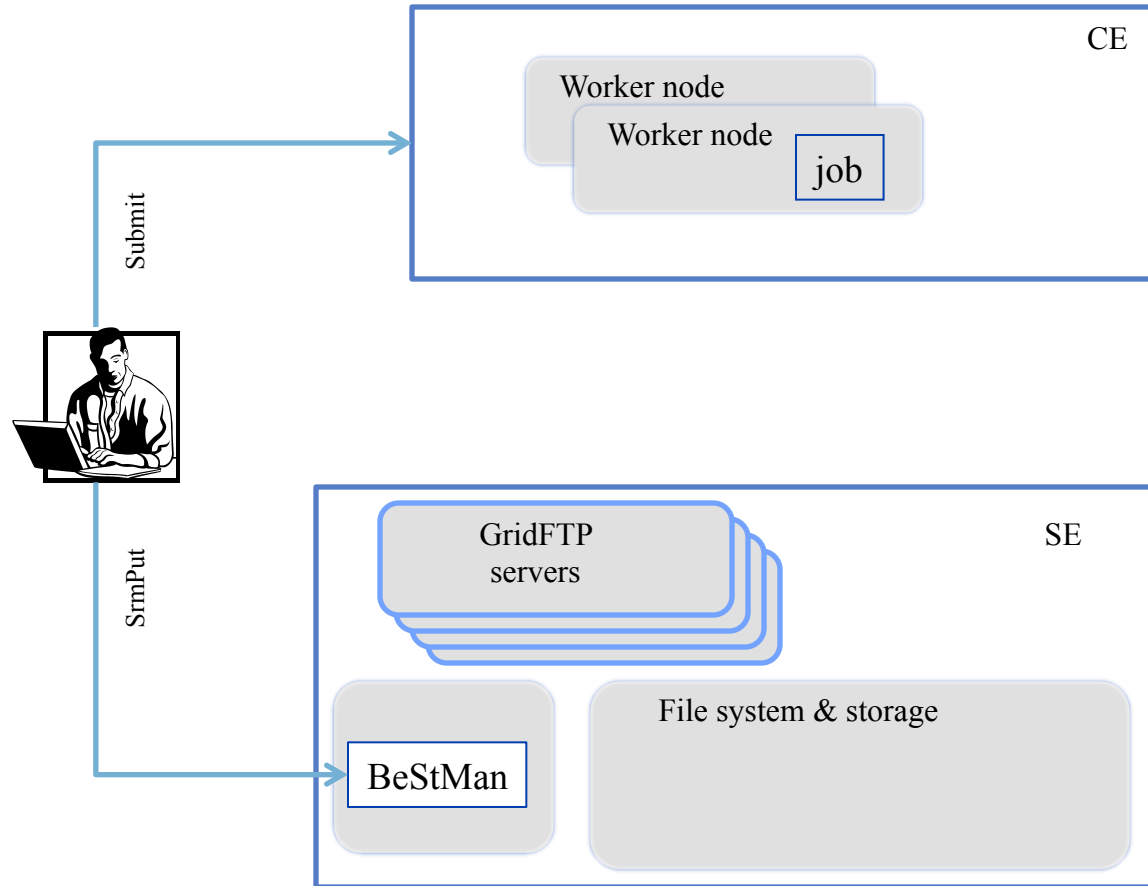 CE
Worker node
Worker node
job
Submit
SrmPut
GridFTP
servers
SE
File system & storage
BeStMan